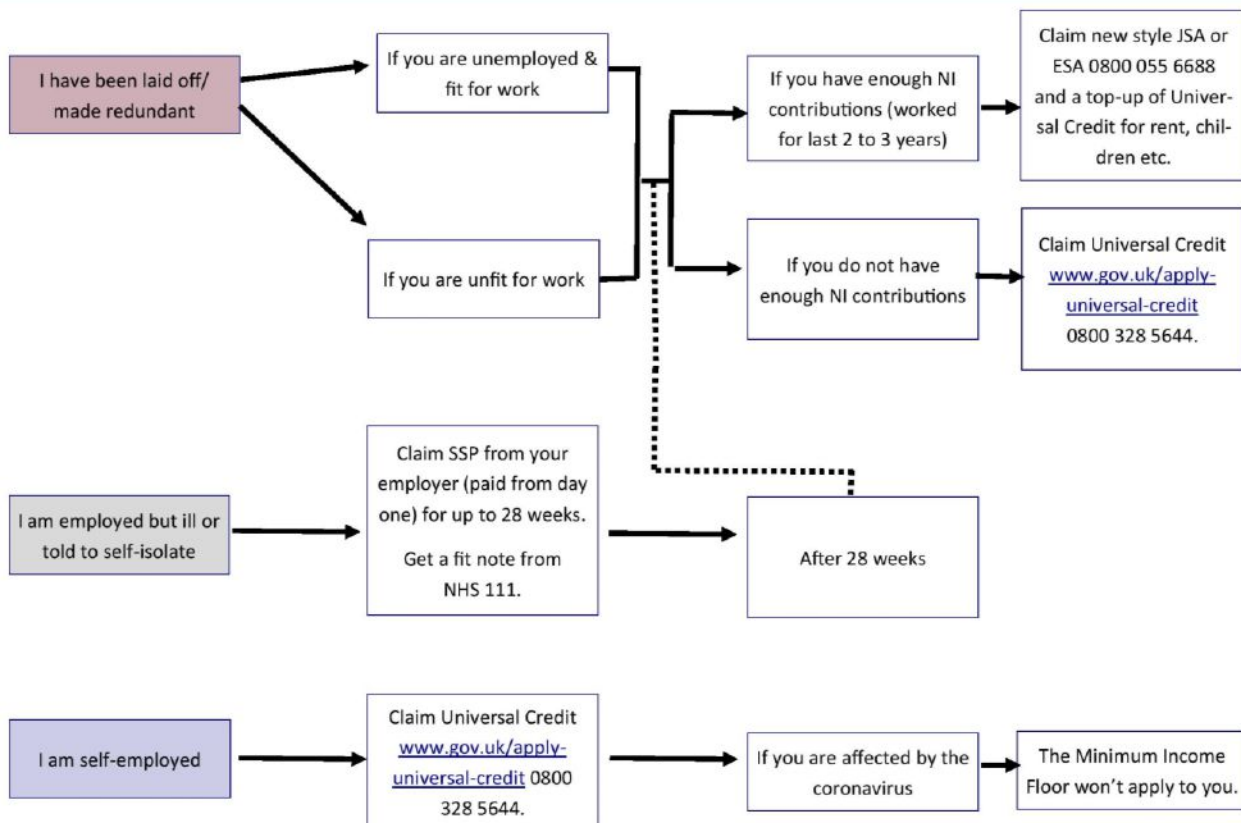 I have been laid off/
made redundant
If you are unemployed &
fit for work
If you are unfit for work
If you have enough NI
contributions (worked
for last 2 to 3 years)
Claim new style JSA or
ESA 0800 055 6688
and a top-up of Univer-
sal Credit for rent, chil-
dren etc.
If you do not have
enough NI contributions
Claim Universal Credit
www.gov.uk/apply-
universal-credit
0800 328 5644.
I am employed but ill or
told to self-isolate
Claim SSP from your
employer (paid from day
one) for up to 28 weeks.
Get a fit note from
NHS 111.
After 28 weeks
I am self-employed
Claim Universal Credit
www.gov.uk/apply-
universal-credit 0800
328 5644.
If you are affected by the
coronavirus
The Minimum Income
Floor won’t apply to you.